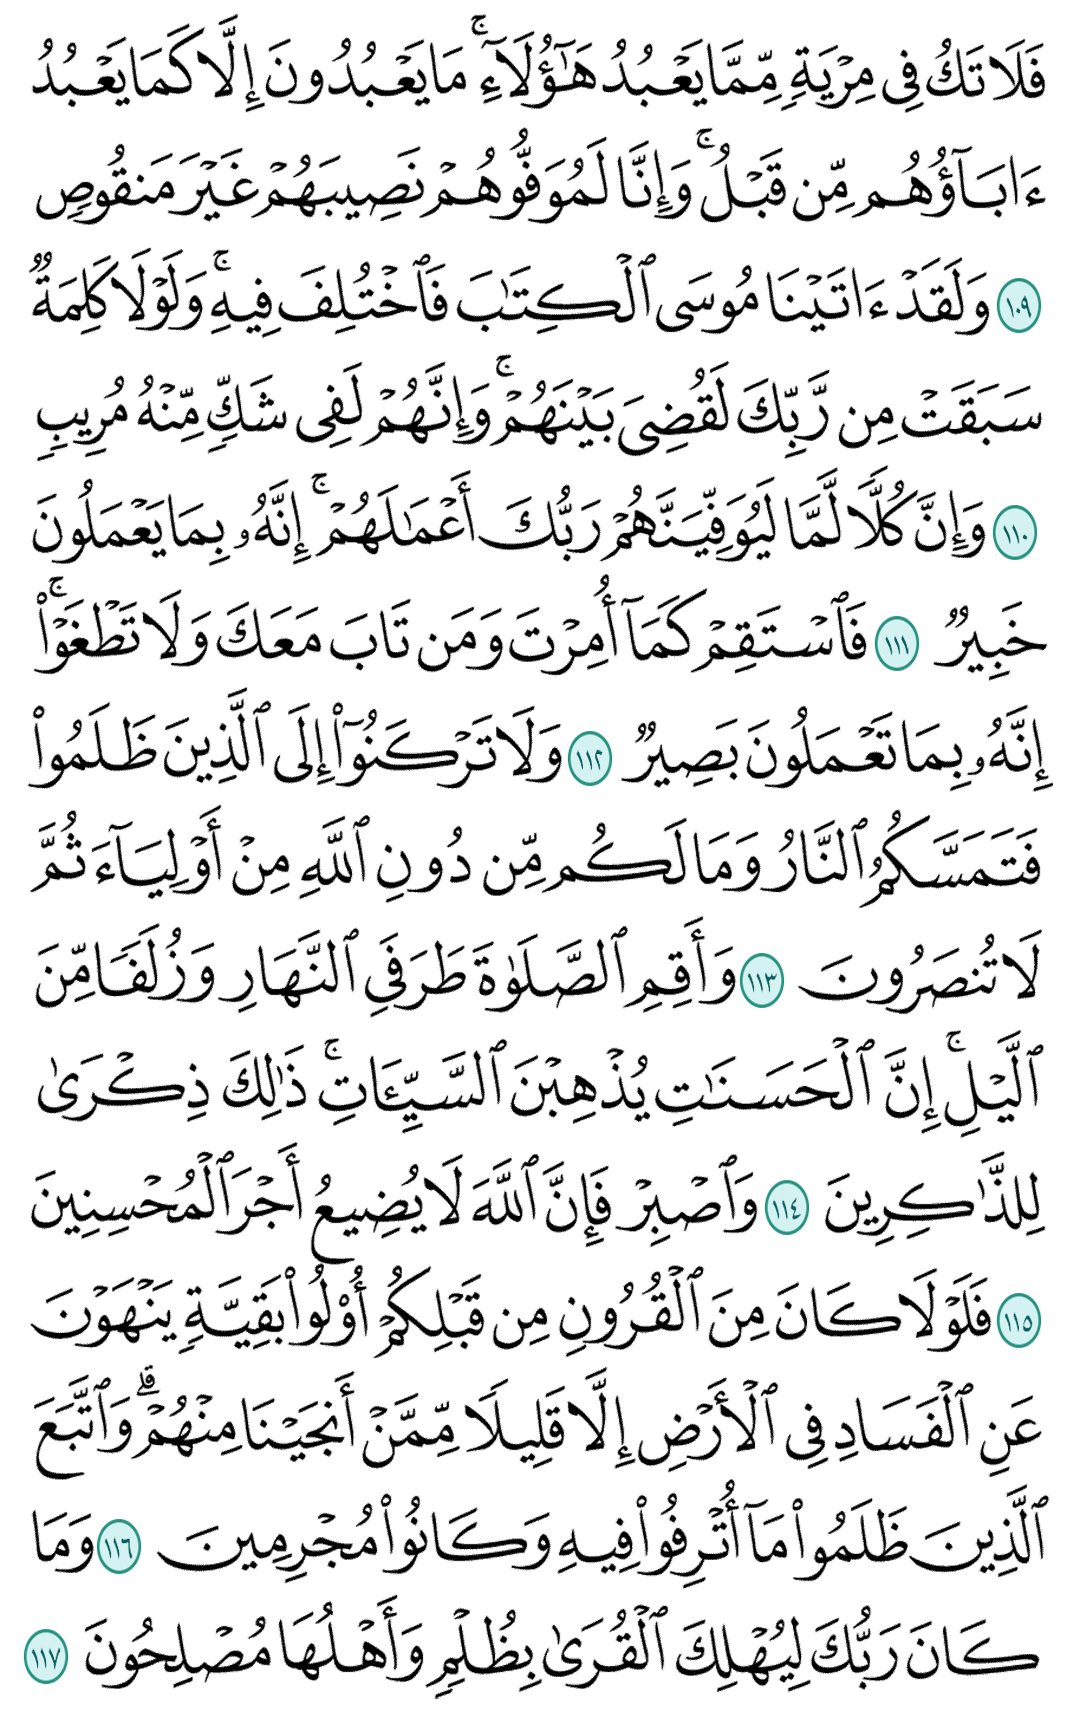 فَلَا تَكُ فِى مِرْيَةٍ مِّمَّا يَعْبُدُ هَٰٓؤُلَآءِ ۚ مَا يَعْبُدُونَ إِلَّا كَمَا يَعْبُدُ
ءَابَآؤُهُم مِّن قَبْلُ ۚ وَإِنَّا لَمُوَفُّوهُمْ نَصِيبَهُمْ غَيْرَ مَنقُوصٍ
١٠٩ وَلَقَدْ ءَاتَيْنَا مُوسَى ٱلْكِتَٰبَ فَٱخْتُلِفَ فِيهِ ۚ وَلَوْلَا كَلِمَةٌ
سَبَقَتْ مِن رَّبِّكَ لَقُضِىَ بَيْنَهُمْ ۚ وَإِنَّهُمْ لَفِى شَكٍّ مِّنْهُ مُرِيبٍ
١١٠ وَإِنَّ كُلًّا لَّمَّا لَيُوَفِّيَنَّهُمْ رَبُّكَ أَعْمَٰلَهُمْ ۚ إِنَّهُۥ بِمَا يَعْمَلُونَ
خَبِيرٌ ١١١ فَٱسْتَقِمْ كَمَآ أُمِرْتَ وَمَن تَابَ مَعَكَ وَلَا تَطْغَوْا۟ ۚ
إِنَّهُۥ بِمَا تَعْمَلُونَ بَصِيرٌ ١١٢ وَلَا تَرْكَنُوٓا۟ إِلَى ٱلَّذِينَ ظَلَمُوا۟
فَتَمَسَّكُمُ ٱلنَّارُ وَمَا لَكُم مِّن دُونِ ٱللَّهِ مِنْ أَوْلِيَآءَ ثُمَّ
لَا تُنصَرُونَ ١١٣ وَأَقِمِ ٱلصَّلَوٰةَ طَرَفَىِ ٱلنَّهَارِ وَزُلَفًا مِّنَ
ٱلَّيْلِ ۚ إِنَّ ٱلْحَسَنَٰتِ يُذْهِبْنَ ٱلسَّيِّـَٔاتِ ۚ ذَٰلِكَ ذِكْرَىٰ
لِلذَّٰكِرِينَ ١١٤ وَٱصْبِرْ فَإِنَّ ٱللَّهَ لَا يُضِيعُ أَجْرَ ٱلْمُحْسِنِينَ
١١٥ فَلَوْلَا كَانَ مِنَ ٱلْقُرُونِ مِن قَبْلِكُمْ أُو۟لُوا۟ بَقِيَّةٍ يَنْهَوْنَ
عَنِ ٱلْفَسَادِ فِى ٱلْأَرْضِ إِلَّا قَلِيلًا مِّمَّنْ أَنجَيْنَا مِنْهُمْ ۗ وَٱتَّبَعَ
ٱلَّذِينَ ظَلَمُوا۟ مَآ أُتْرِفُوا۟ فِيهِ وَكَانُوا۟ مُجْرِمِينَ ١١٦ وَمَا
كَانَ رَبُّكَ لِيُهْلِكَ ٱلْقُرَىٰ بِظُلْمٍ وَأَهْلُهَا مُصْلِحُونَ ١١٧